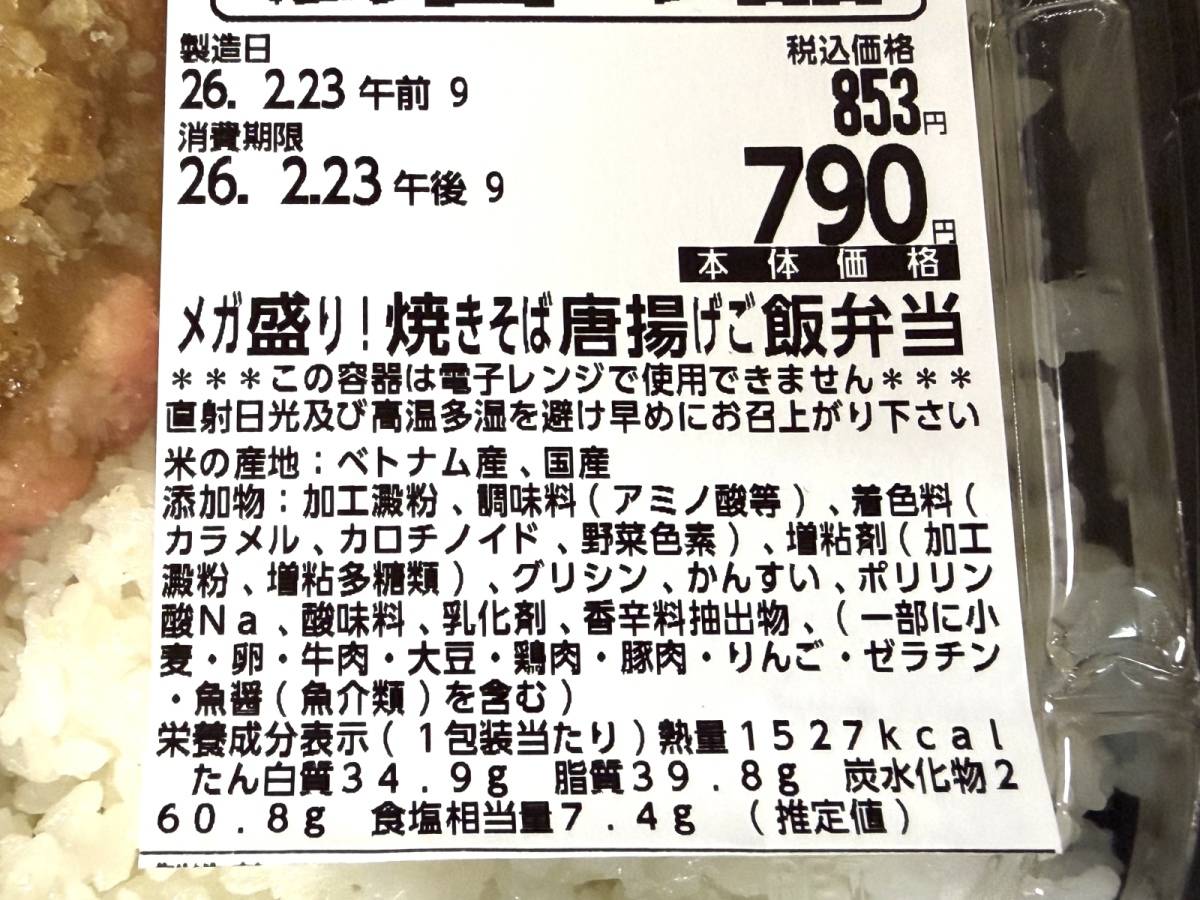 製造日
税込価格
26. 2.23 午前 9
853円
消費期限
26. 2.23 午後 9
790円
本体価格
メガ盛り!焼きそば唐揚げご飯弁当
***この容器は電子レンジで使用できません***
直射日光及び高温多湿を避け早めにお召上がり下さい
米の産地:ベトナム産、国産
添加物:加工澱粉、調味料(アミノ酸等)、着色料(
カラメル、カロチノイド、野菜色素)、増粘剤(加工
澱粉、増粘多糖類)、グリシン、かんすい、ポリリン
酸Na、酸味料、乳化剤、香辛料抽出物、(一部に小
麦・卵・牛肉・大豆・鶏肉・豚肉・りんご・ゼラチン
・魚醤(魚介類)を含む)
栄養成分表示(1包装当たり)熱量1527kcal
たん白質34.9g 脂質39.8g 炭水化物2
60.8g 食塩相当量7.4g (推定値)